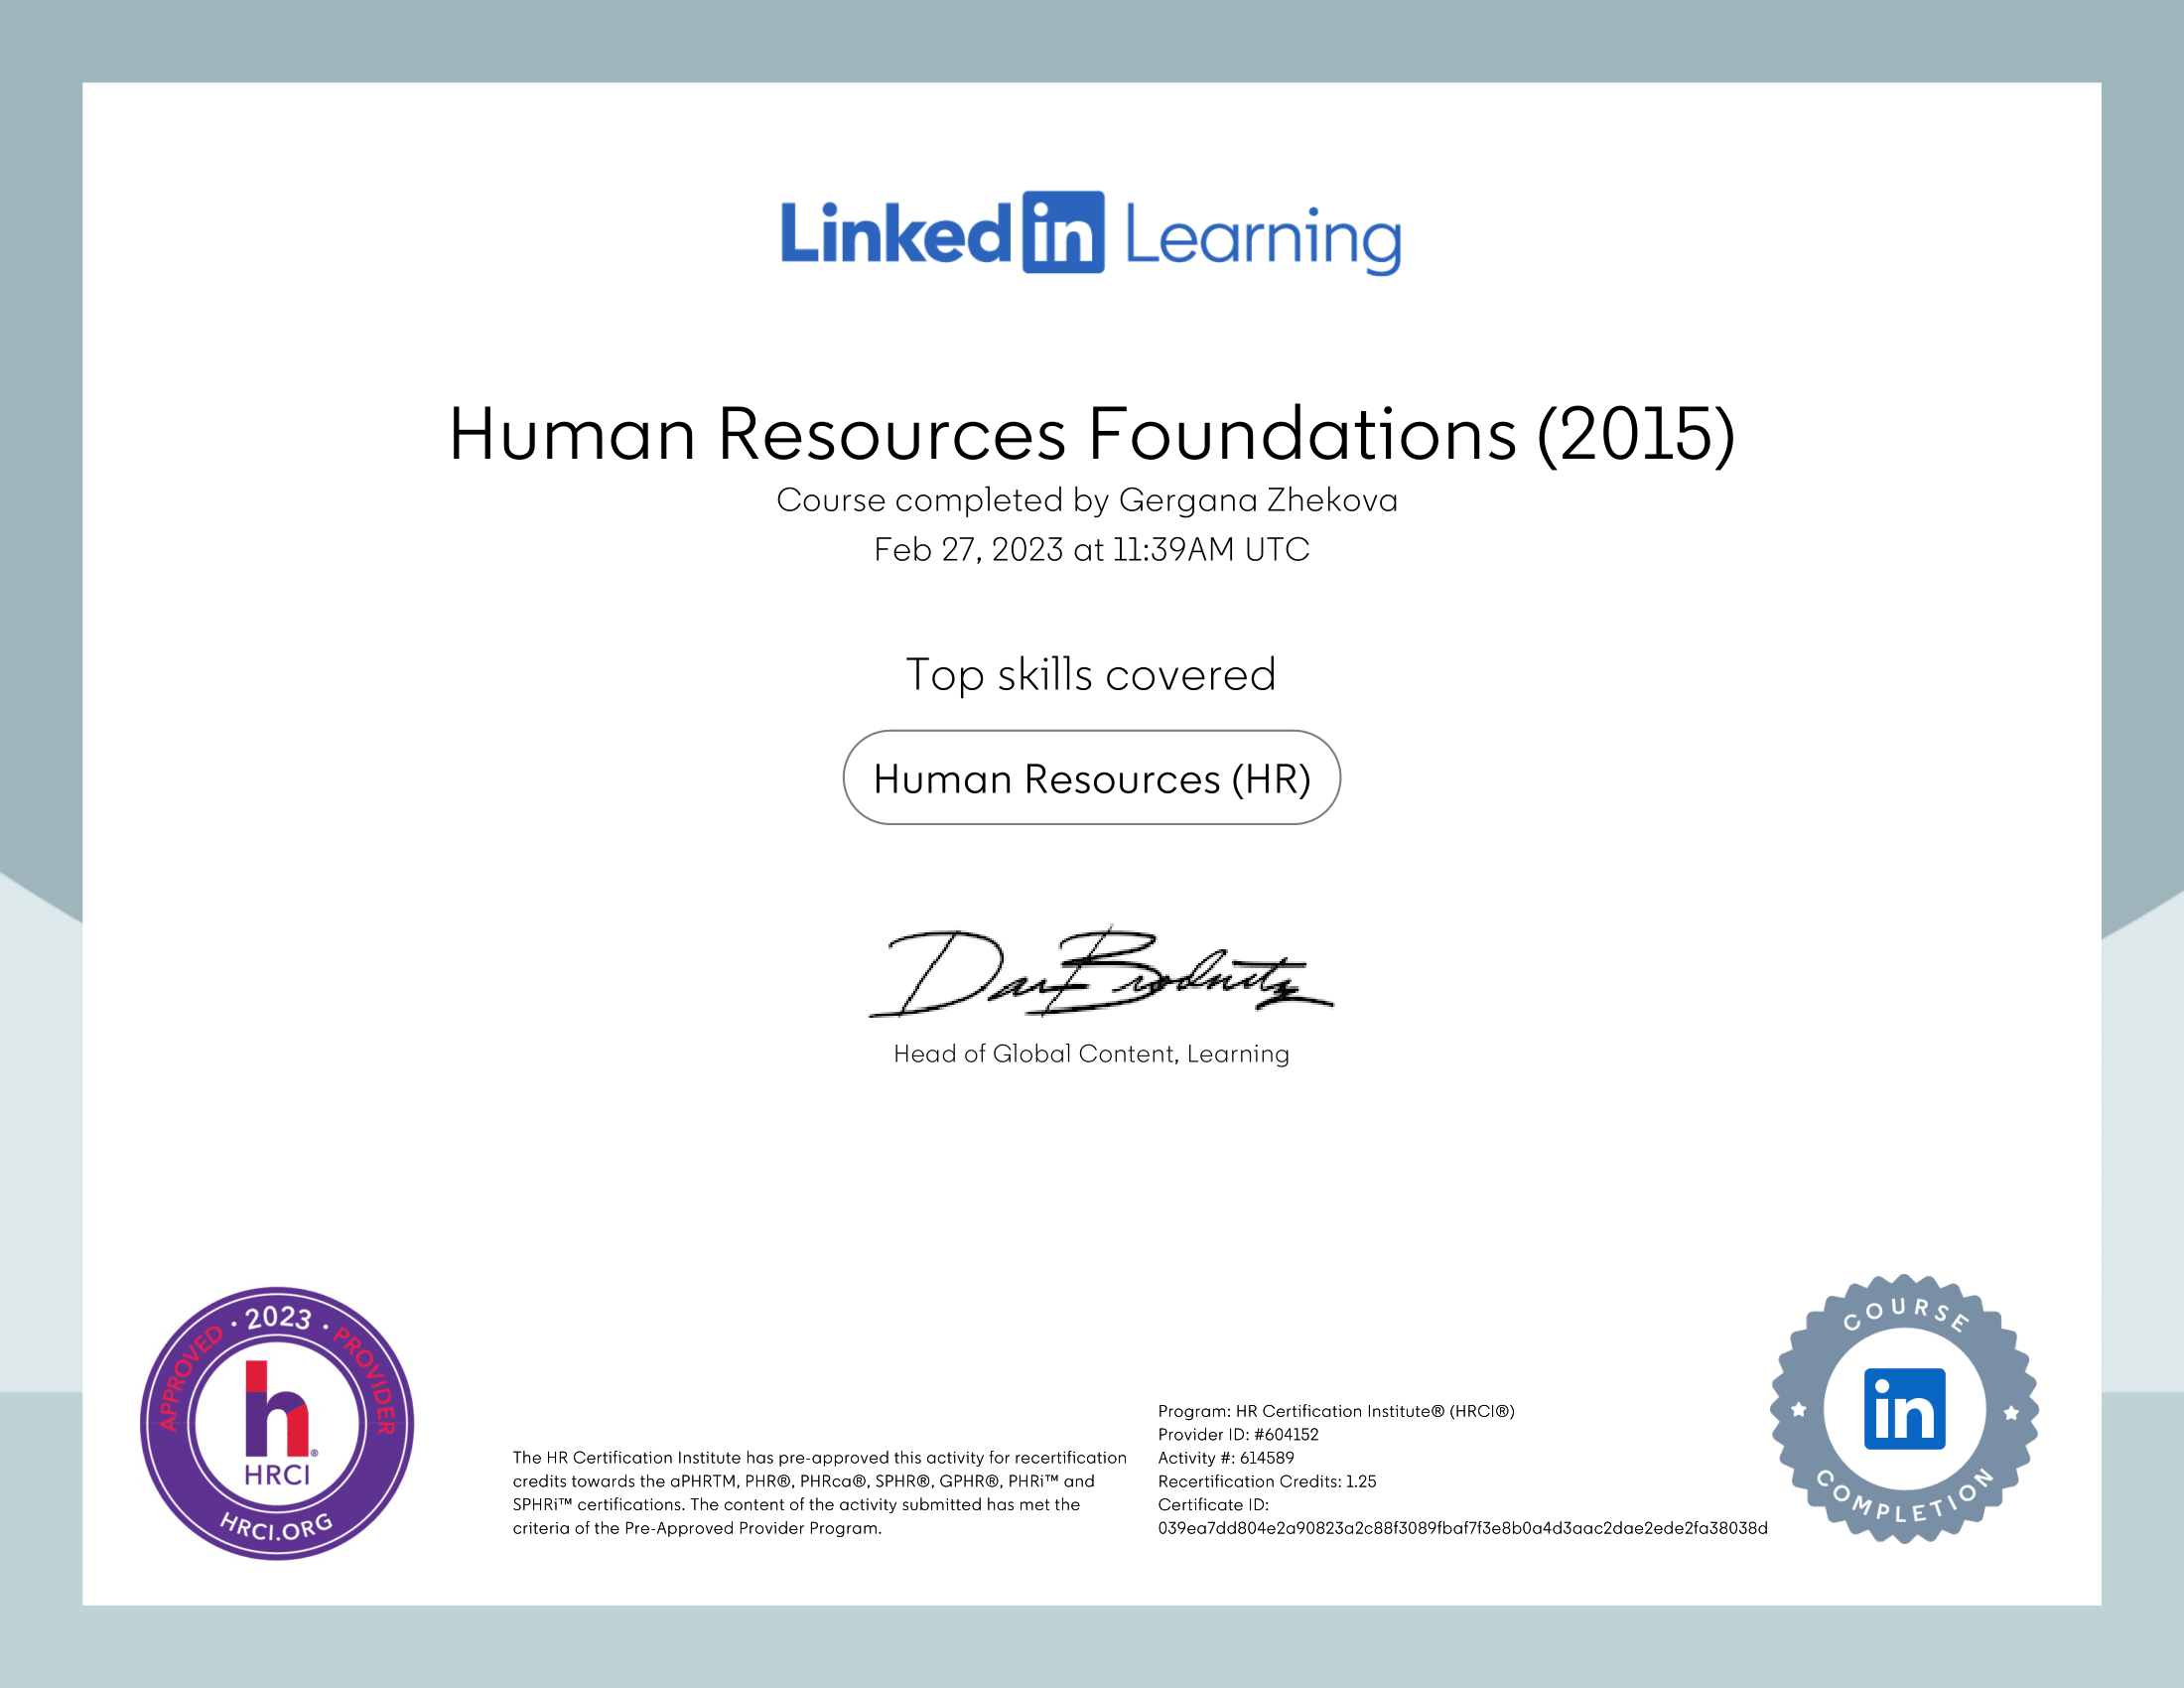 Linked in Learning
Human Resources Foundations (2015)
Course completed by Gergana Zhekova
Feb 27, 2023 at 11:39AM UTC
Top skills covered
Human Resources (HR)
Dan Brodnitz
Head of Global Content, Learning
APPROVED · 2023 · PROVIDER
h®
HRCI
HRCI.ORG
The HR Certification Institute has pre-approved this activity for recertification
credits towards the aPHRTM, PHR®, PHRca®, SPHR®, GPHR®, PHRi™ and
SPHRi™ certifications. The content of the activity submitted has met the
criteria of the Pre-Approved Provider Program.
Program: HR Certification Institute® (HRCI®)
Provider ID: #604152
Activity #: 614589
Recertification Credits: 1.25
Certificate ID:
039ea7dd804e2a90823a2c88f3089fbaf7f3e8b0a4d3aac2dae2ede2fa38038d
COURSE
in
COMPLETION